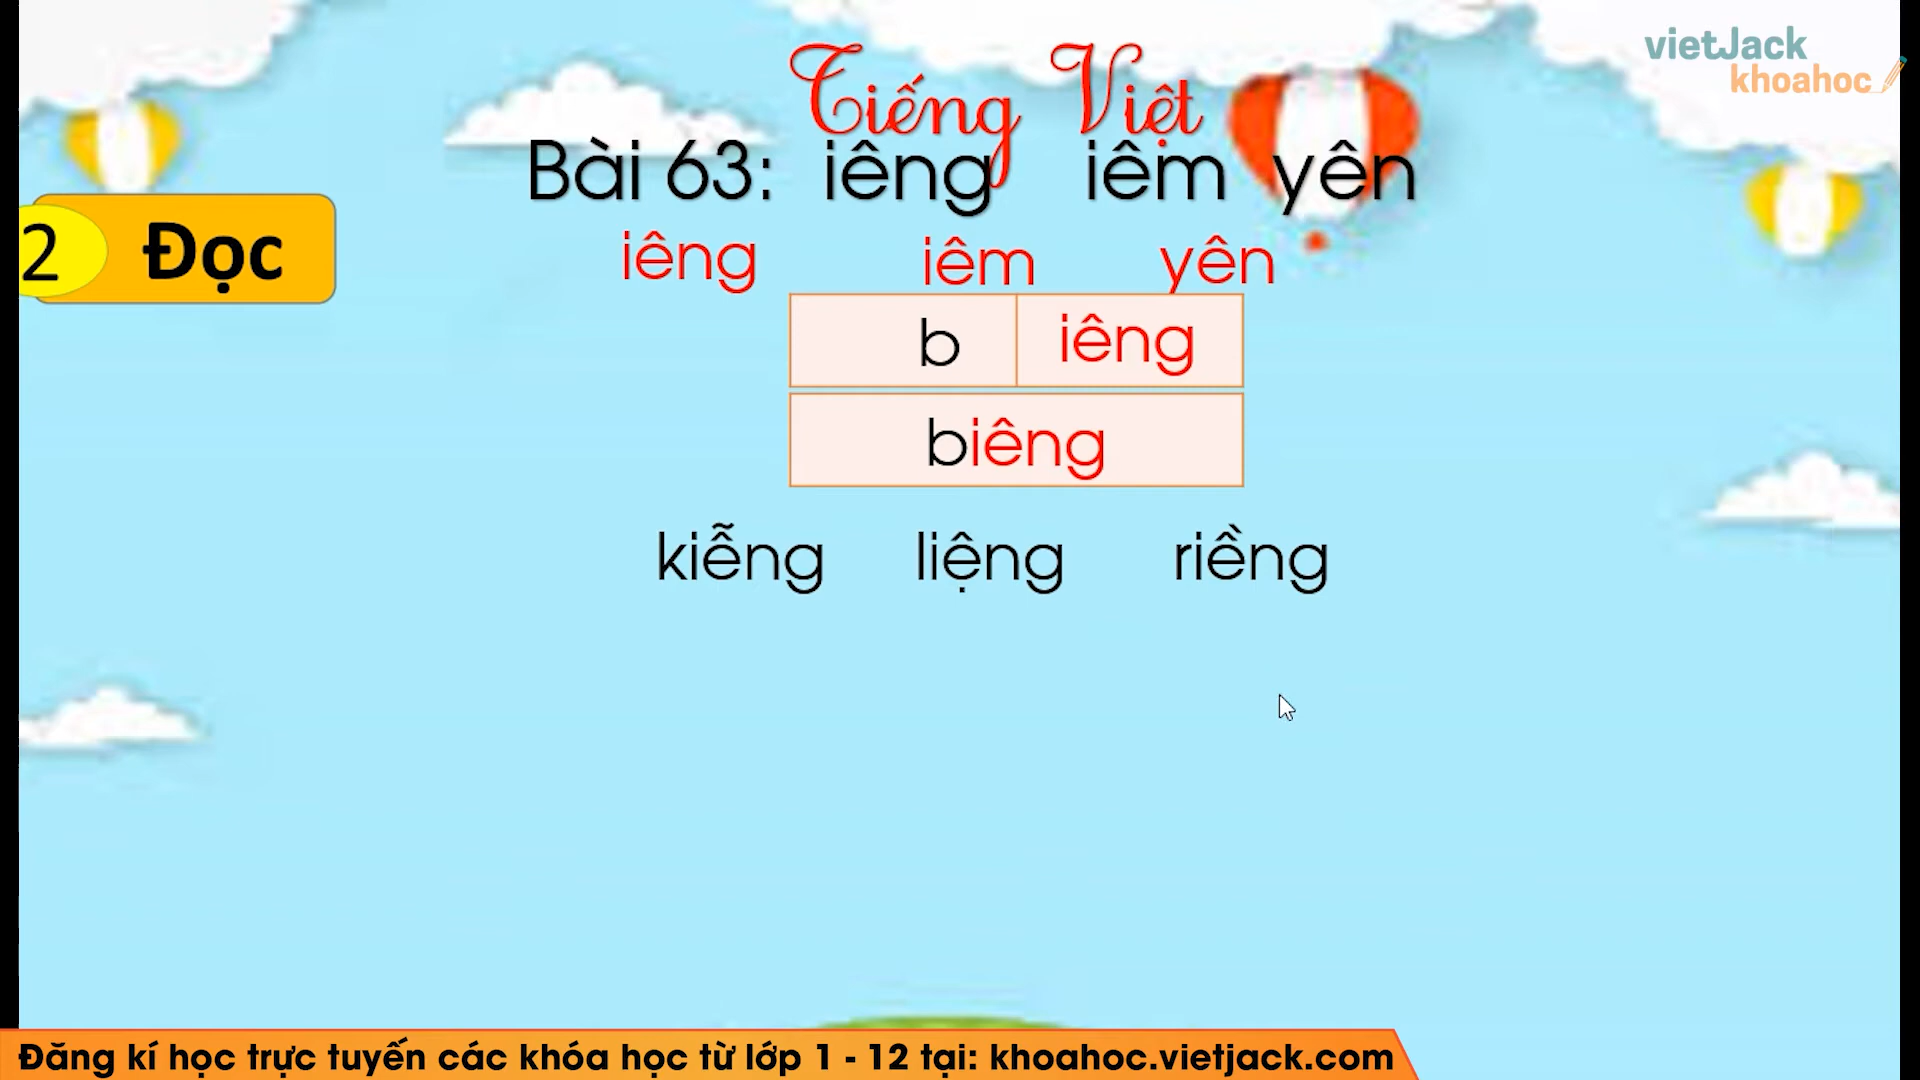 vietJack
khoahoc
Tiếng Việt
Bài 63: iêng iêm yên
2 Đọc
iêng iêm yên
b iêng
biêng
kiễng liệng riềng
Đăng kí học trực tuyến các khóa học từ lớp 1 - 12 tại: khoahoc.vietjack.com